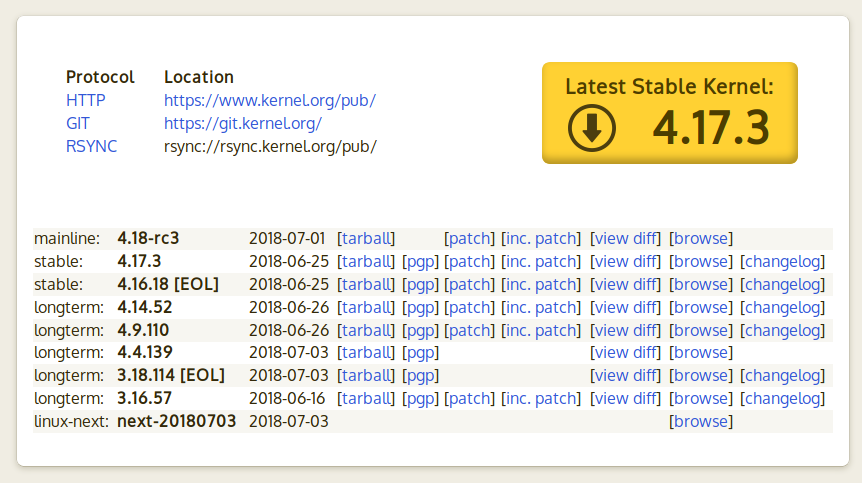 Protocol Location
HTTP https://www.kernel.org/pub/
GIT https://git.kernel.org/
RSYNC rsync://rsync.kernel.org/pub/
Latest Stable Kernel:
4.17.3
mainline: 4.18-rc3 2018-07-01 [tarball] [patch] [inc. patch] [view diff] [browse]
stable: 4.17.3 2018-06-25 [tarball] [pgp] [patch] [inc. patch] [view diff] [browse] [changelog]
stable: 4.16.18 [EOL] 2018-06-25 [tarball] [pgp] [patch] [inc. patch] [view diff] [browse] [changelog]
longterm: 4.14.52 2018-06-26 [tarball] [pgp] [patch] [inc. patch] [view diff] [browse] [changelog]
longterm: 4.9.110 2018-06-26 [tarball] [pgp] [patch] [inc. patch] [view diff] [browse] [changelog]
longterm: 4.4.139 2018-07-03 [tarball] [pgp] [view diff] [browse]
longterm: 3.18.114 [EOL] 2018-07-03 [tarball] [pgp] [view diff] [browse] [changelog]
longterm: 3.16.57 2018-06-16 [tarball] [pgp] [patch] [inc. patch] [view diff] [browse] [changelog]
linux-next: next-20180703 2018-07-03 [browse]